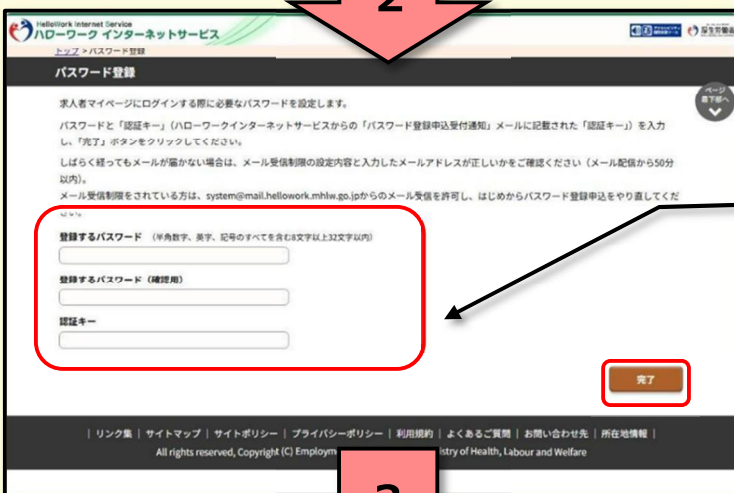 2
HelloWork Internet Service
ハローワーク インターネットサービス
トップ > パスワード登録
パスワード登録
ページ
最下部へ
求人者マイページにログインする際に必要なパスワードを設定します。
パスワードと「認証キー」（ハローワークインターネットサービスからの「パスワード登録申込受付通知」メールに記載された「認証キー」）を入力
し、「完了」ボタンをクリックしてください。
しばらく経ってもメールが届かない場合は、メール受信制限の設定内容と入力したメールアドレスが正しいかをご確認ください（メール配信から50分
以内）。
メール受信制限をされている方は、system@mail.hellowork.mhlw.go.jpからのメール受信を許可し、はじめからパスワード登録申込をやり直してくだ
登録するパスワード （半角数字、英字、記号のすべてを含む8文字以上32文字以内）
登録するパスワード（確認用）
認証キー
完了
| リンク集 | サイトマップ | サイトポリシー | プライバシーポリシー | 利用規約 | よくあるご質問 | お問い合わせ先 | 所在地情報 |
All rights reserved, Copyright (C) Employm stry of Health, Labour and Welfare